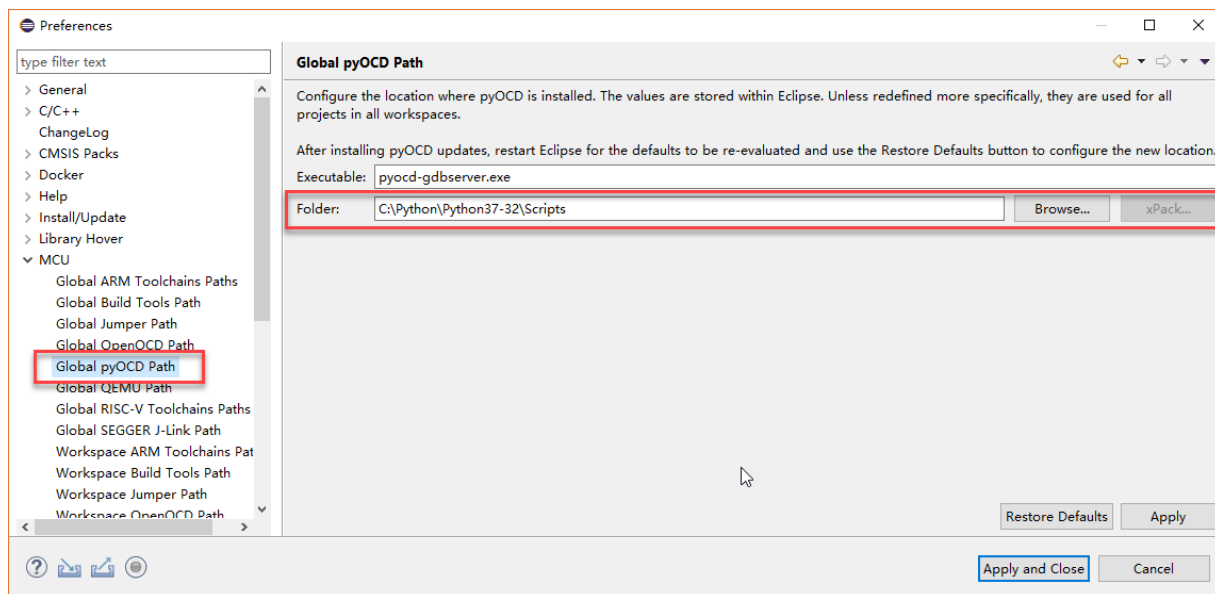 Preferences
type filter text
General
C/C++
ChangeLog
CMSIS Packs
Docker
Help
Install/Update
Library Hover
MCU
Global ARM Toolchains Paths
Global Build Tools Path
Global Jumper Path
Global OpenOCD Path
Global pyOCD Path
Global QEMU Path
Global RISC-V Toolchains Paths
Global SEGGER J-Link Path
Workspace ARM Toolchains Pat
Workspace Build Tools Path
Workspace Jumper Path
Workspace OpenOCD Path
Global pyOCD Path
Configure the location where pyOCD is installed. The values are stored within Eclipse. Unless redefined more specifically, they are used for all
projects in all workspaces.
After installing pyOCD updates, restart Eclipse for the defaults to be re-evaluated and use the Restore Defaults button to configure the new location.
Executable: pyocd-gdbserver.exe
Folder: C:\Python\Python37-32\Scripts Browse... xPack...
Restore Defaults Apply
Apply and Close Cancel